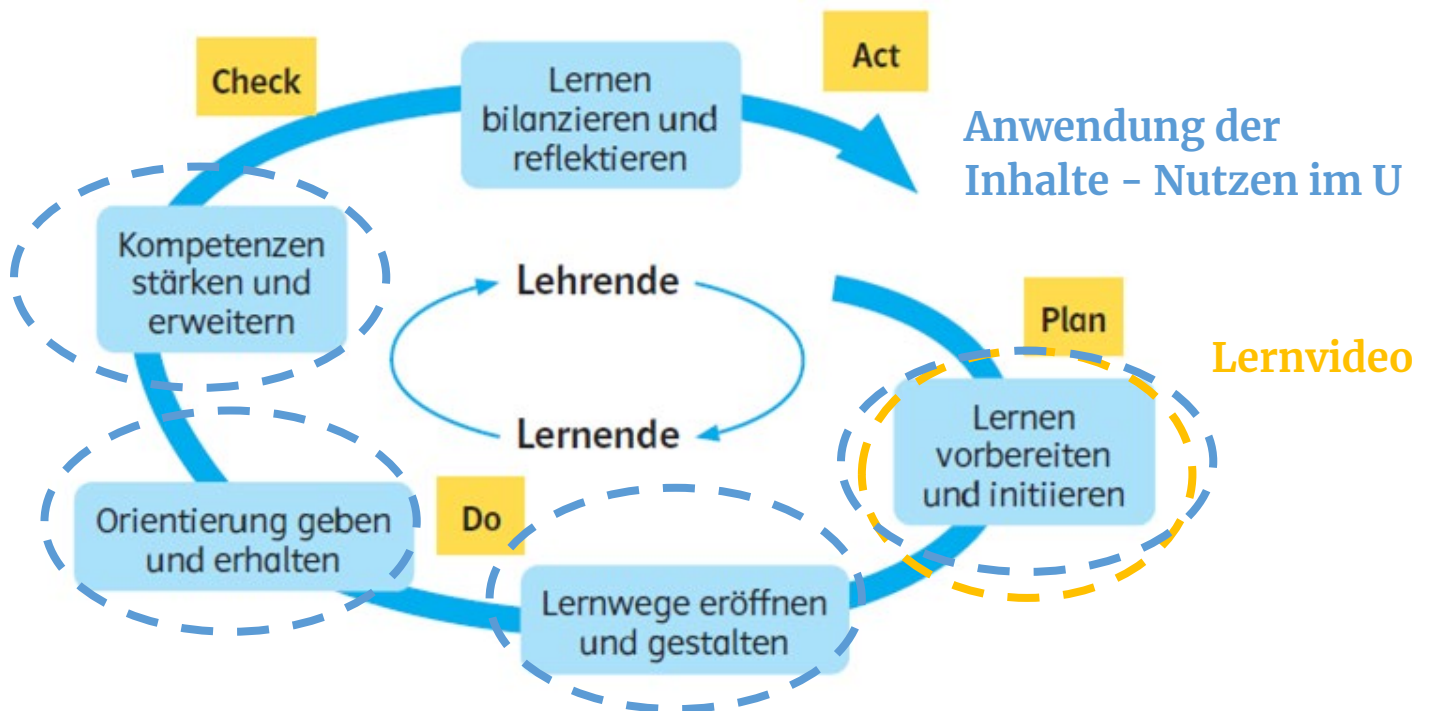 Check
Lernen
bilanzieren und
reflektieren
Act
Anwendung der
Inhalte – Nutzen im U
Kompetenzen
stärken und
erweitern
Lehrende
Lernende
Plan
Lernvideo
Lernen
vorbereiten
und initiieren
Orientierung geben
und erhalten
Do
Lernwege eröffnen
und gestalten